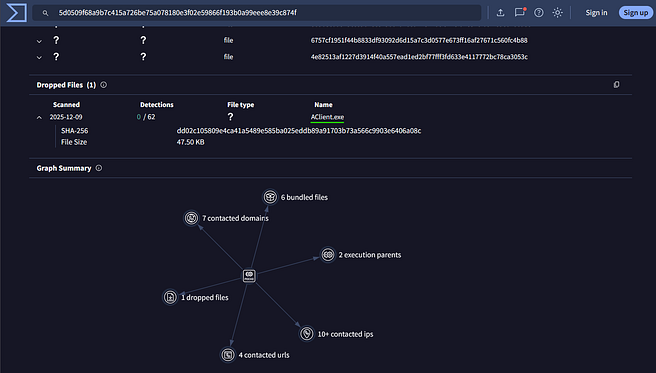 5d0509f68a9b7c415a726be75a078180e3f02e59866f193b0a99eee8e39c874f
Sign in
Sign up
? ? file 6757cf1951f44b8833df93092d6d15a7c3d0577e673ff16af27671c560fc4b88
? ? file 4e82513af1227d3914f40a557ead1ed2bf77fff3fd633e4117772bc78ca3053c
Dropped Files (1)
Scanned Detections File type Name
2025-12-09 0 / 62 ? AClient.exe
SHA-256 dd02c105809e4ca41a5489e585ba025eddb89a91703b73a566c9903e6406a08c
File Size 47.50 KB
Graph Summary
6 bundled files
7 contacted domains
2 execution parents
1 dropped files
10+ contacted ips
4 contacted urls